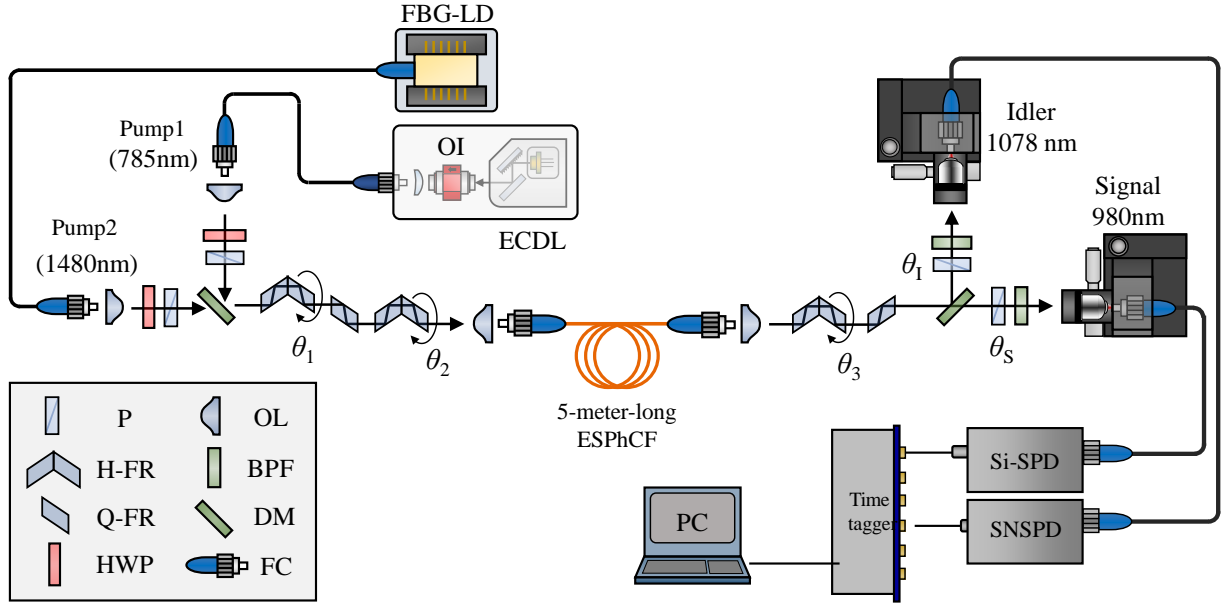 FBG-LD
Pump1
(785nm)
OI
ECDL
Pump2
(1480nm)
θ1
θ2
5-meter-long
ESPhCF
θ3
θI
θS
Idler
1078 nm
Signal
980nm
P
OL
H-FR
BPF
Q-FR
DM
HWP
FC
PC
Time
tagger
Si-SPD
SNSPD